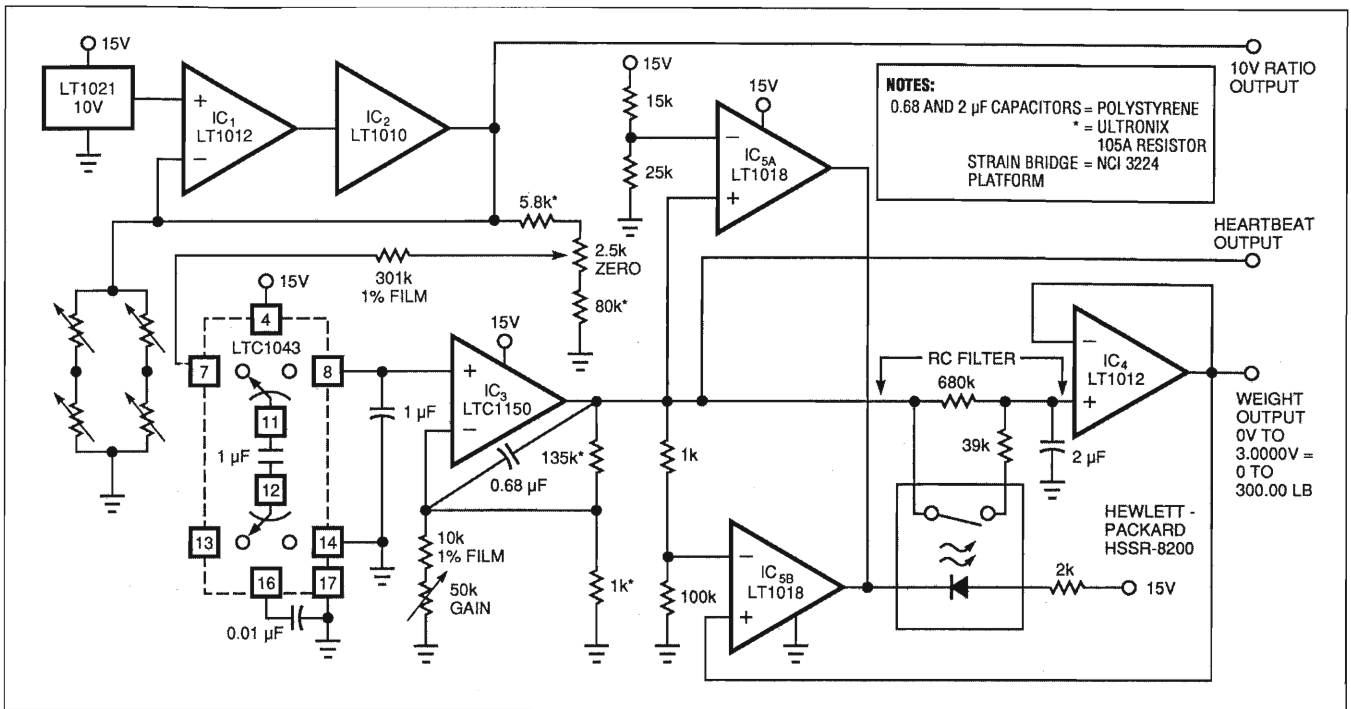 15V
LT1021
10V
IC1
LT1012
IC2
LT1010
10V RATIO
OUTPUT
15V
15k
25k
15V
IC5A
LT1018
NOTES:
0.68 AND 2 µF CAPACITORS = POLYSTYRENE
* = ULTRONIX
105A RESISTOR
STRAIN BRIDGE = NCI 3224
PLATFORM
HEARTBEAT
OUTPUT
5.8k*
2.5k
ZERO
80k*
301k
1% FILM
15V
4
LTC1043
7
8
11
1 µF
12
13
14
16
17
0.01 µF
1 µF
15V
IC3
LTC1150
0.68 µF
135k*
10k
1% FILM
50k
GAIN
1k*
1k
100k
IC5B
LT1018
RC FILTER
680k
39k
2 µF
IC4
LT1012
WEIGHT
OUTPUT
0V TO
3.0000V =
0 TO
300.00 LB
HEWLETT -
PACKARD
HSSR-8200
2k
15V